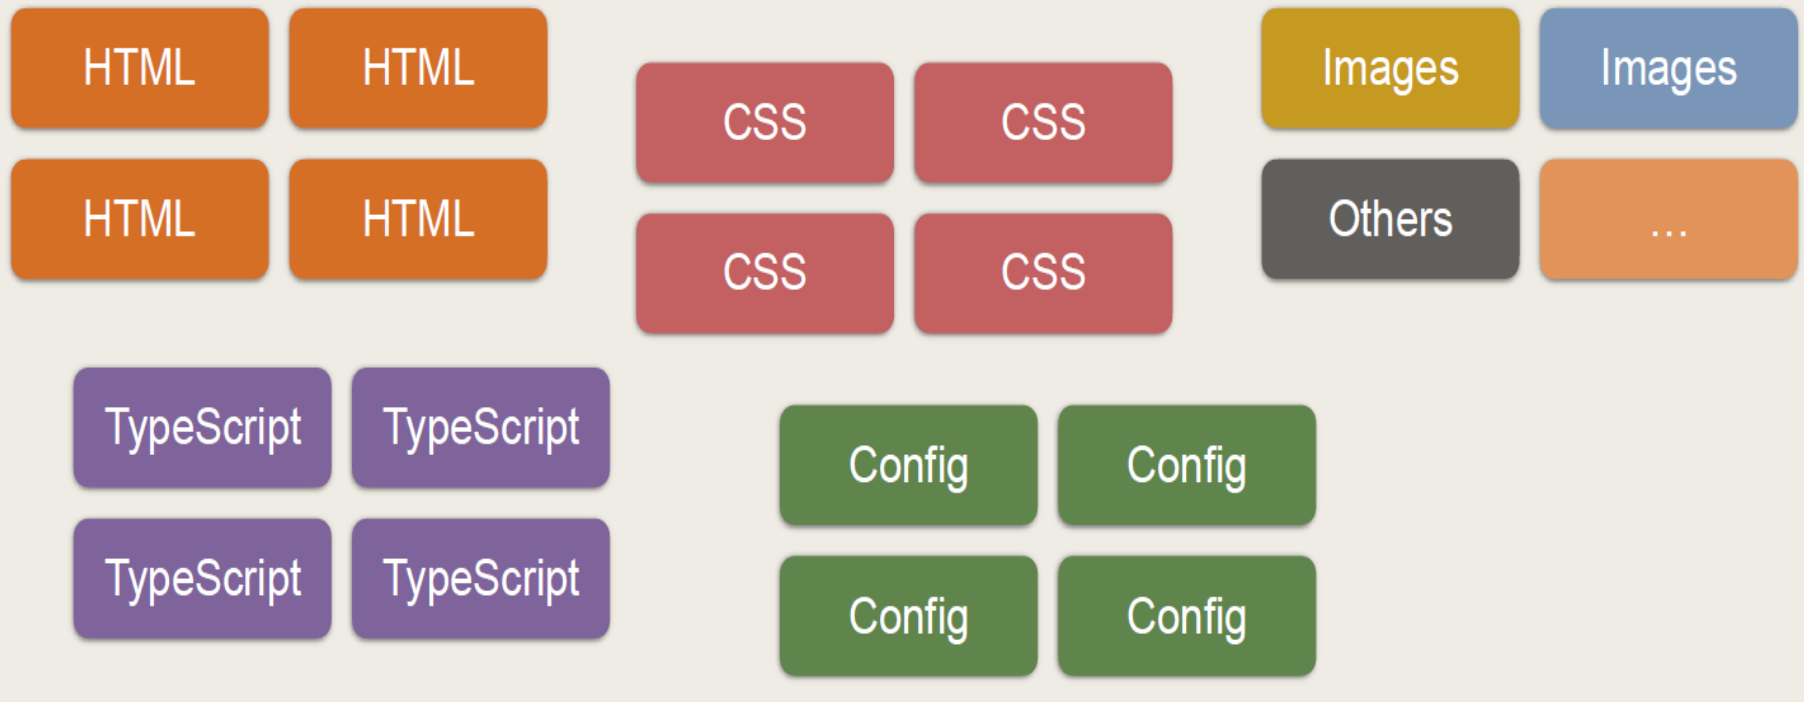 HTML HTML
HTML HTML
CSS CSS
CSS CSS
Images Images
Others ...
TypeScript TypeScript
TypeScript TypeScript
Config Config
Config Config